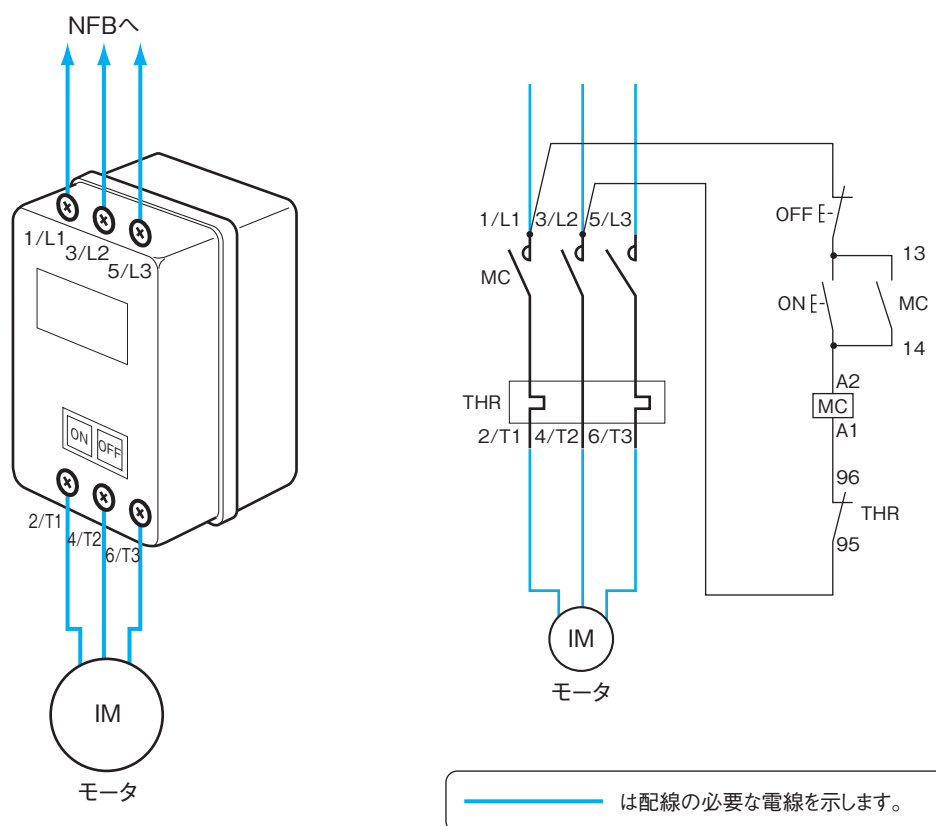 NFBへ
1/L1
3/L2
5/L3
ON
OFF
2/T1
4/T2
6/T3
IM
モータ
1/L1 3/L2 5/L3
MC
THR
2/T1 4/T2 6/T3
IM
モータ
OFF
13
ON
MC
14
A2
MC
A1
96
THR
95
は配線の必要な電線を示します。